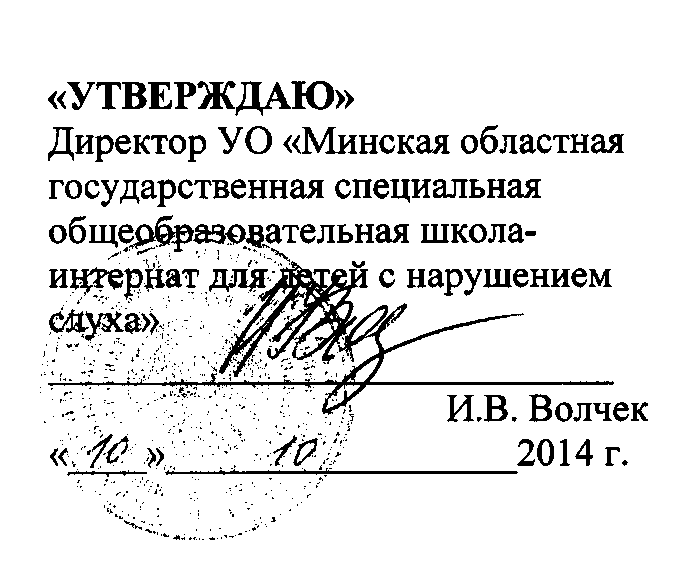 «УТВЕРЖДАЮ»
Директор УО «Минская областная
государственная специальная
общеобразовательная школа-
интернат для детей с нарушением
слуха»
И.В. Волчек
« 10 » 10 2014 г.